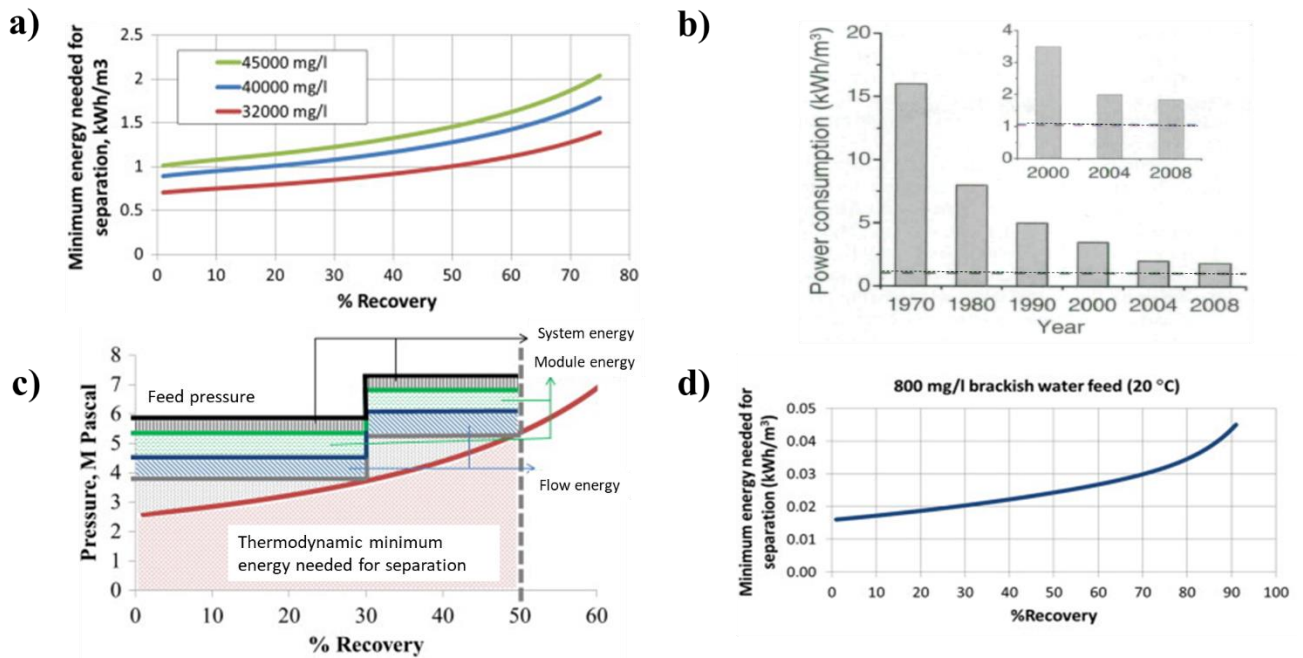 a)
Minimum energy needed for
separation, kWh/m3
2.5
2
1.5
1
0.5
0
45000 mg/l
40000 mg/l
32000 mg/l
0 10 20 30 40 50 60 70 80
% Recovery
b)
Power consumption (kWh/m³)
20
15
10
5
0
4
3
2
1
0
2000 2004 2008
1970 1980 1990 2000 2004 2008
Year
c)
Pressure, M Pascal
8
7
6
5
4
3
2
1
0
System energy
Module energy
Feed pressure
Flow energy
Thermodynamic minimum
energy needed for separation
0 10 20 30 40 50 60
% Recovery
d)
800 mg/l brackish water feed (20 °C)
Minimum energy needed for
separation (kWh/m³)
0.05
0.04
0.03
0.02
0.01
0.00
0 10 20 30 40 50 60 70 80 90 100
%Recovery